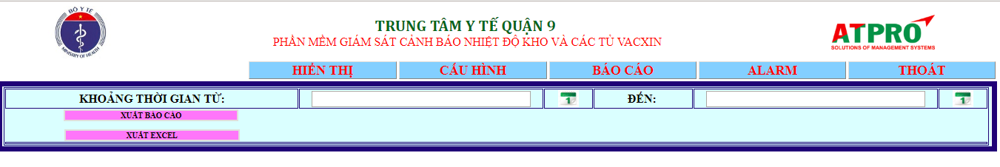 BỘ Y TẾ
MINISTRY OF HEALTH
TRUNG TÂM Y TẾ QUẬN 9
PHẦN MỀM GIÁM SÁT CẢNH BÁO NHIỆT ĐỘ KHO VÀ CÁC TỦ VACXIN
ATPRO
SOLUTIONS OF MANAGEMENT SYSTEMS
HIỂN THỊ CẤU HÌNH BÁO CÁO ALARM THOÁT
KHOẢNG THỜI GIAN TỪ: 1 ĐẾN: 1
XUẤT BÁO CÁO
XUẤT EXCEL